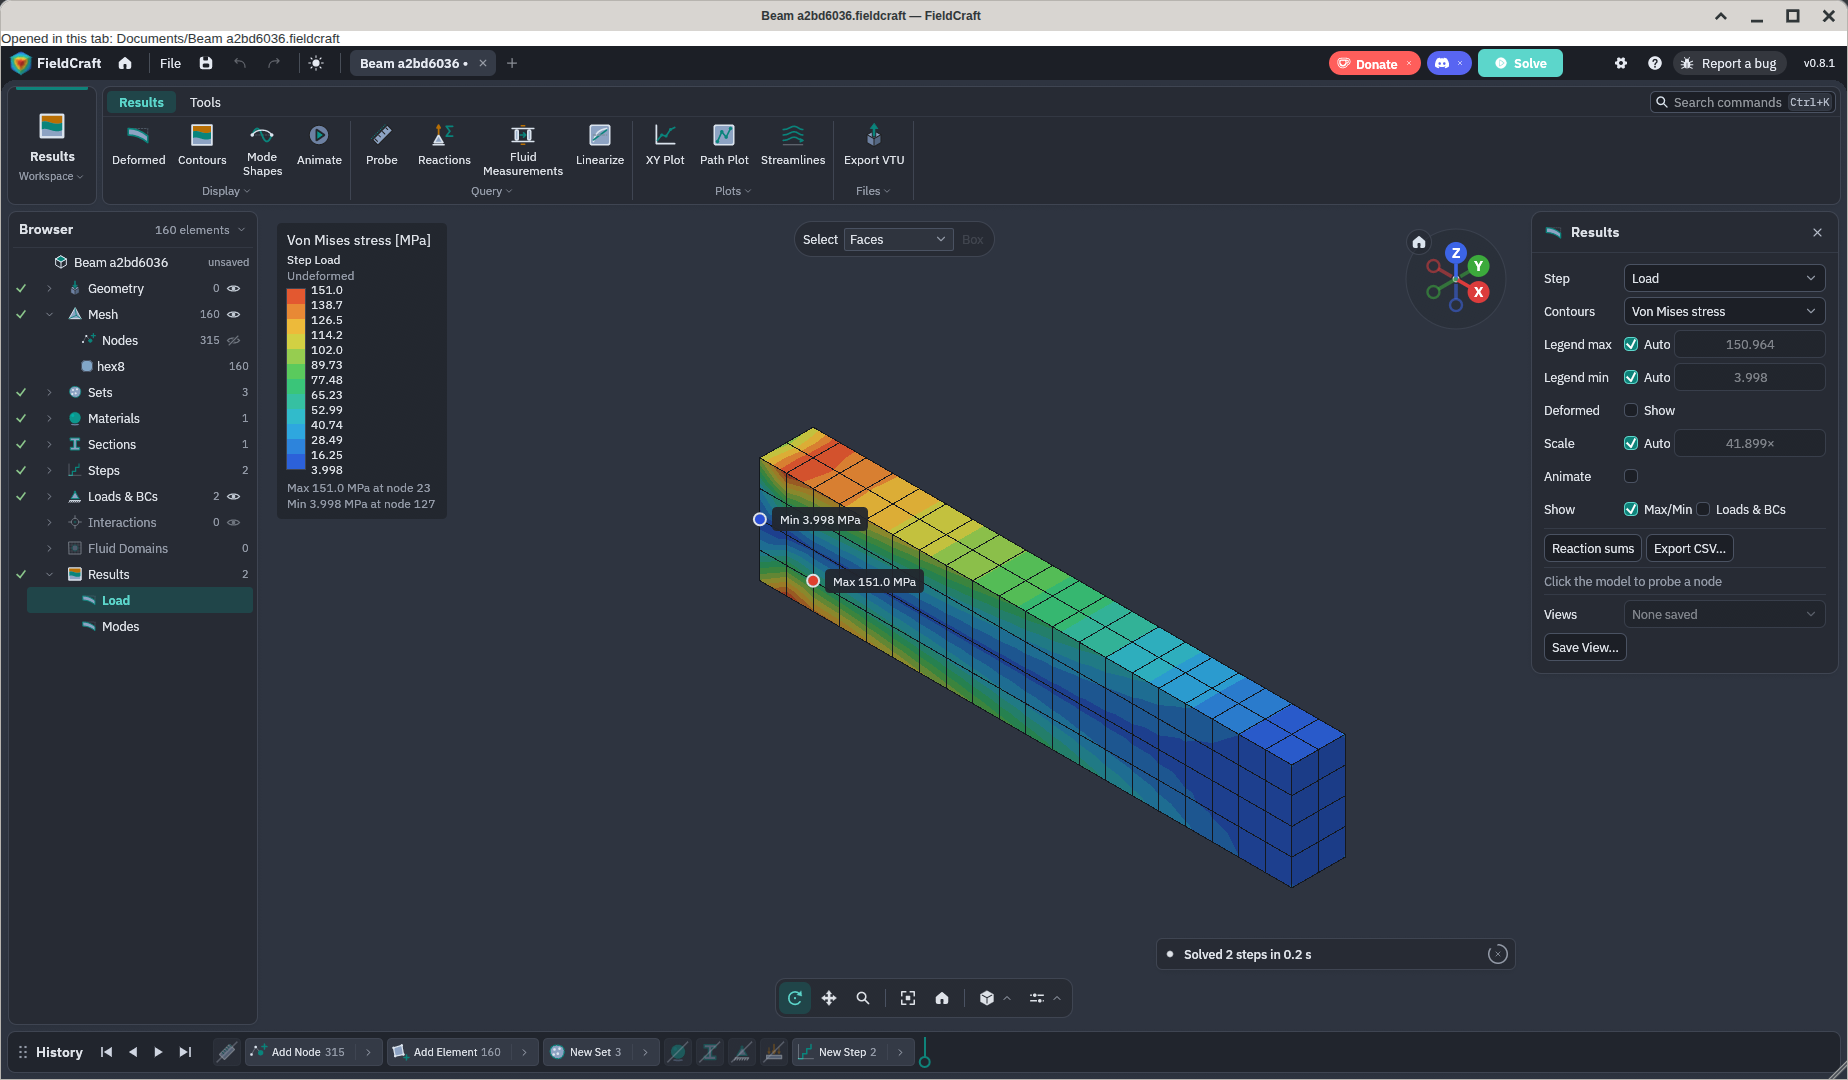 Beam a2bd6036.fieldcraft — FieldCraft
Opened in this tab: Documents/Beam a2bd6036.fieldcraft
FieldCraft
File
Beam a2bd6036 •
Donate
Solve
Report a bug
v0.8.1
Results
Workspace
Results
Tools
Search commands Ctrl+K
Deformed
Contours
Mode Shapes
Animate
Display
Probe
Reactions
Fluid Measurements
Linearize
Query
XY Plot
Path Plot
Streamlines
Plots
Export VTU
Files
Browser
160 elements
Beam a2bd6036 unsaved
Geometry 0
Mesh 160
Nodes 315
hex8 160
Sets 3
Materials 1
Sections 1
Steps 2
Loads & BCs 2
Interactions 0
Fluid Domains 0
Results 2
Load
Modes
Von Mises stress [MPa]
Step Load
Undeformed
151.0
138.7
126.5
114.2
102.0
89.73
77.48
65.23
52.99
40.74
28.49
16.25
3.998
Max 151.0 MPa at node 23
Min 3.998 MPa at node 127
Select Faces Box
Min 3.998 MPa
Max 151.0 MPa
Z
Y
X
Results
Step Load
Contours Von Mises stress
Legend max Auto 150.964
Legend min Auto 3.998
Deformed Show
Scale Auto 41.899×
Animate
Show Max/Min Loads & BCs
Reaction sums Export CSV...
Click the model to probe a node
Views None saved
Save View...
Solved 2 steps in 0.2 s
History
Add Node 315
Add Element 160
New Set 3
New Step 2